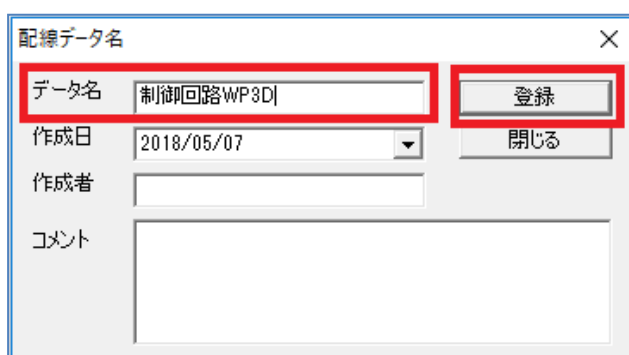 配線データ名
データ名 制御回路WP3D 登録
作成日 2018/05/07 閉じる
作成者
コメント